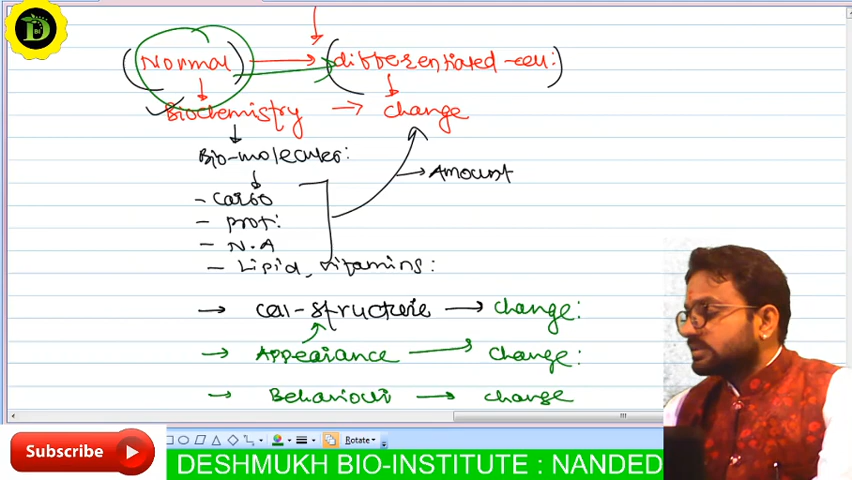 (Normal) → (differentiated cell:)
Biochemistry → change
Bio-molecules:
→ Amount
- Carbo
- prot:
- N.A
- Lipid, vitamins:
→ cell-structure → change:
→ Appearance → change:
→ Behaviour → change
Rotate
Subscribe
DESHMUKH BIO-INSTITUTE : NANDED